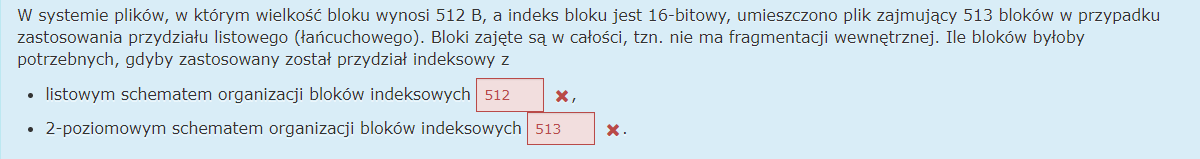 W systemie plików, w którym wielkość bloku wynosi 512 B, a indeks bloku jest 16-bitowy, umieszczono plik zajmujący 513 bloków w przypadku
zastosowania przydziału listowego (łańcuchowego). Bloki zajęte są w całości, tzn. nie ma fragmentacji wewnętrznej. Ile bloków byłoby
potrzebnych, gdyby zastosowany został przydział indeksowy z
• listowym schematem organizacji bloków indeksowych 512 ✖,
• 2-poziomowym schematem organizacji bloków indeksowych 513 ✖.